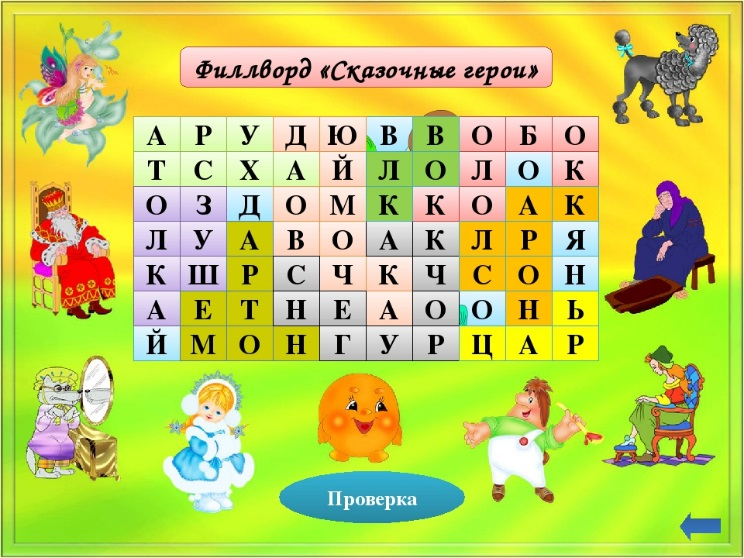 Филлворд «Сказочные герои»
А Р У Д Ю В В О Б О
Т С Х А Й Л О Л О К
О З Д О М К К О А К
Л У А В О А К Л Р Я
К Ш Р С Ч К Ч С О Н
А Е Т Н Е А О О Н Ь
Й М О Н Г У Р Ц А Р
Проверка